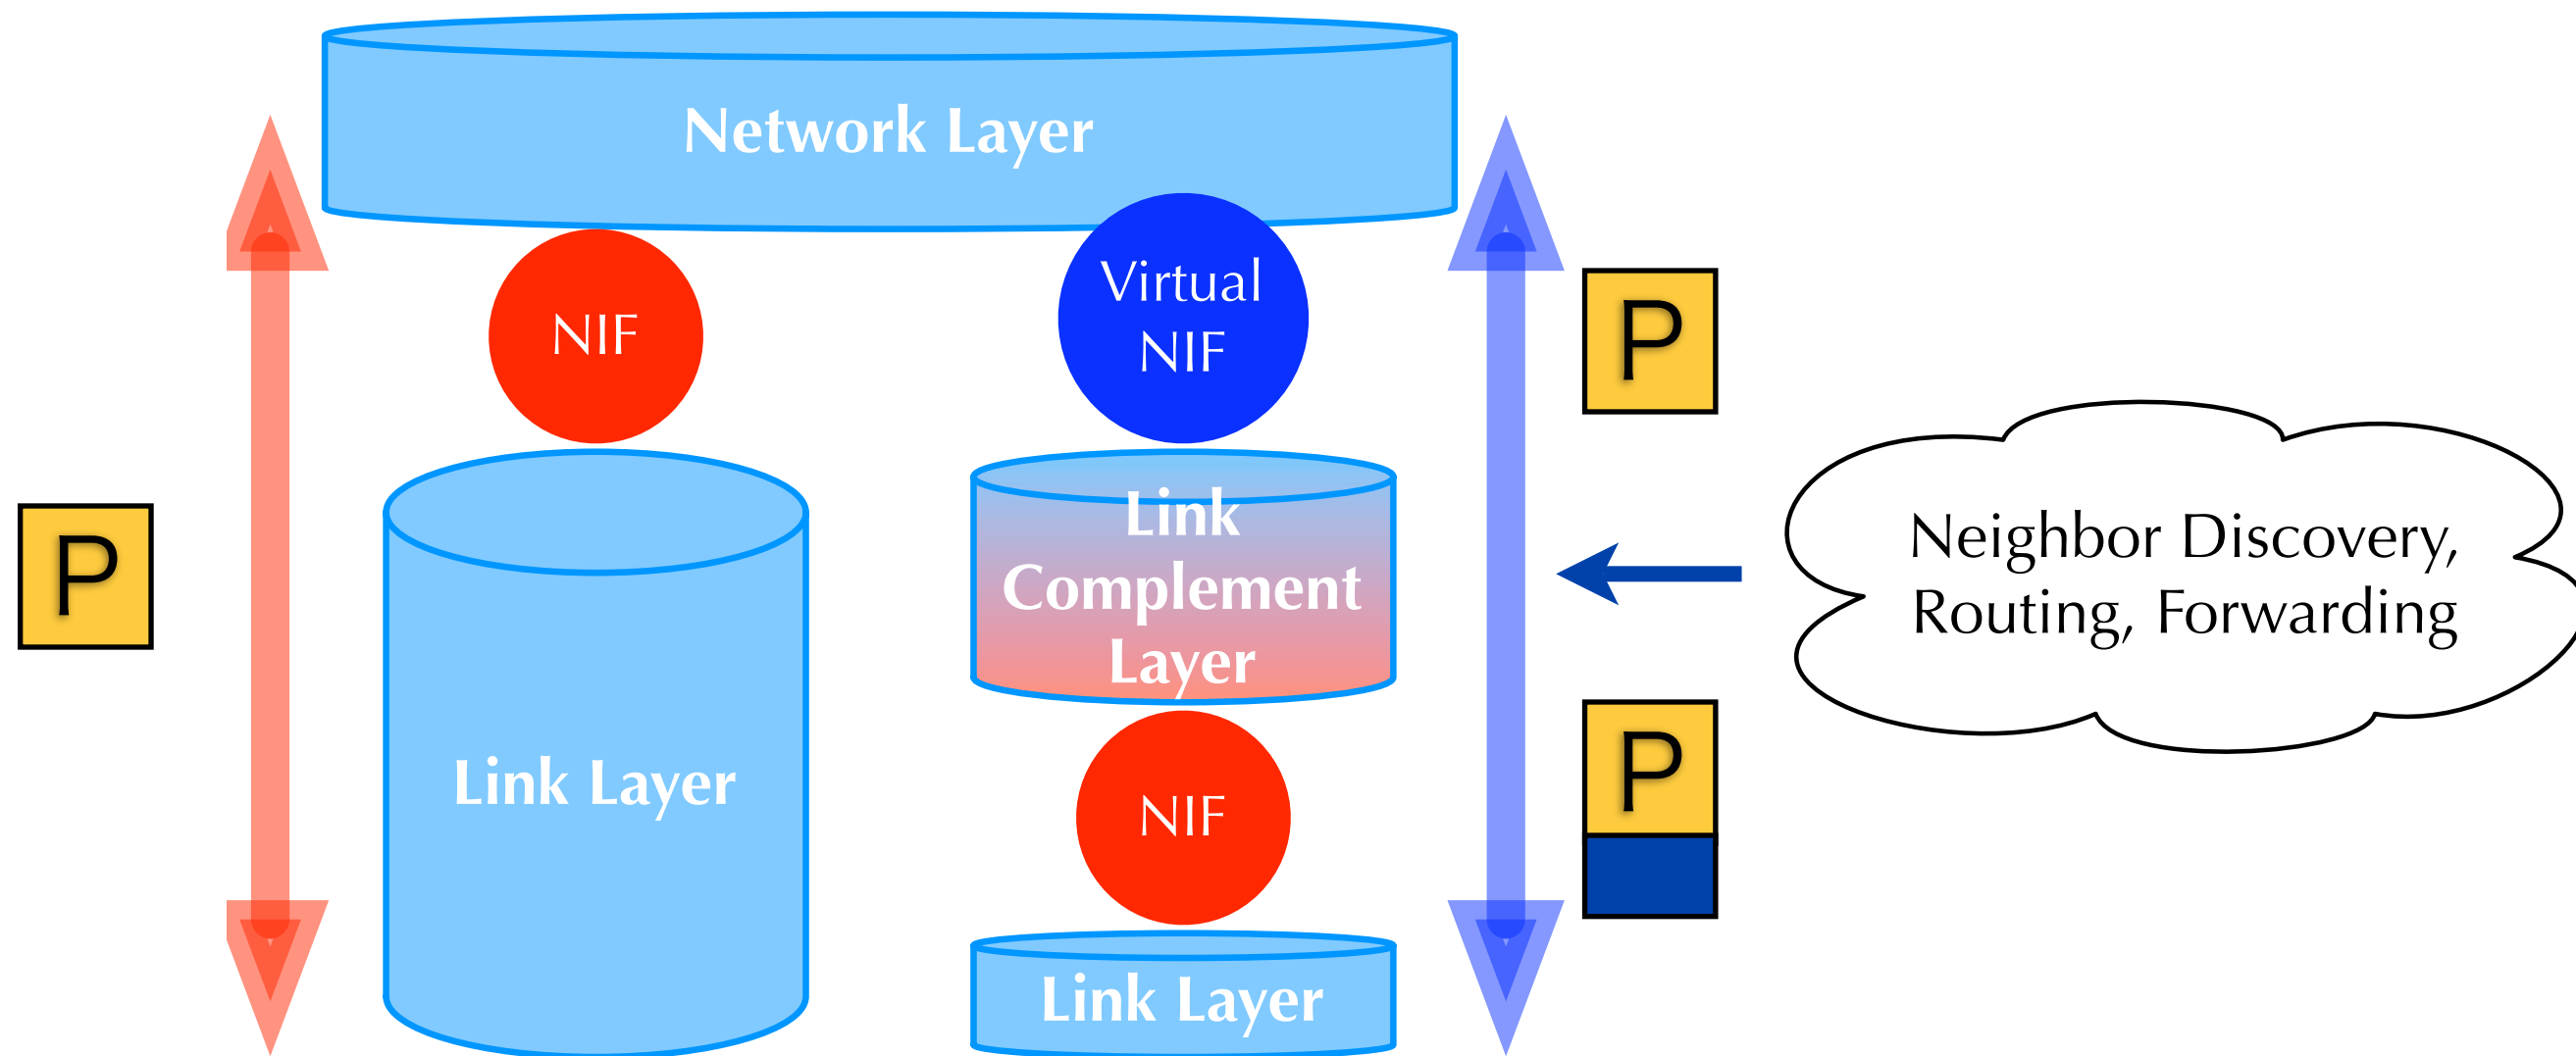 Network Layer
NIF
Virtual
NIF
P
P
Link
Complement
Layer
Neighbor Discovery,
Routing, Forwarding
Link Layer
NIF
P
Link Layer